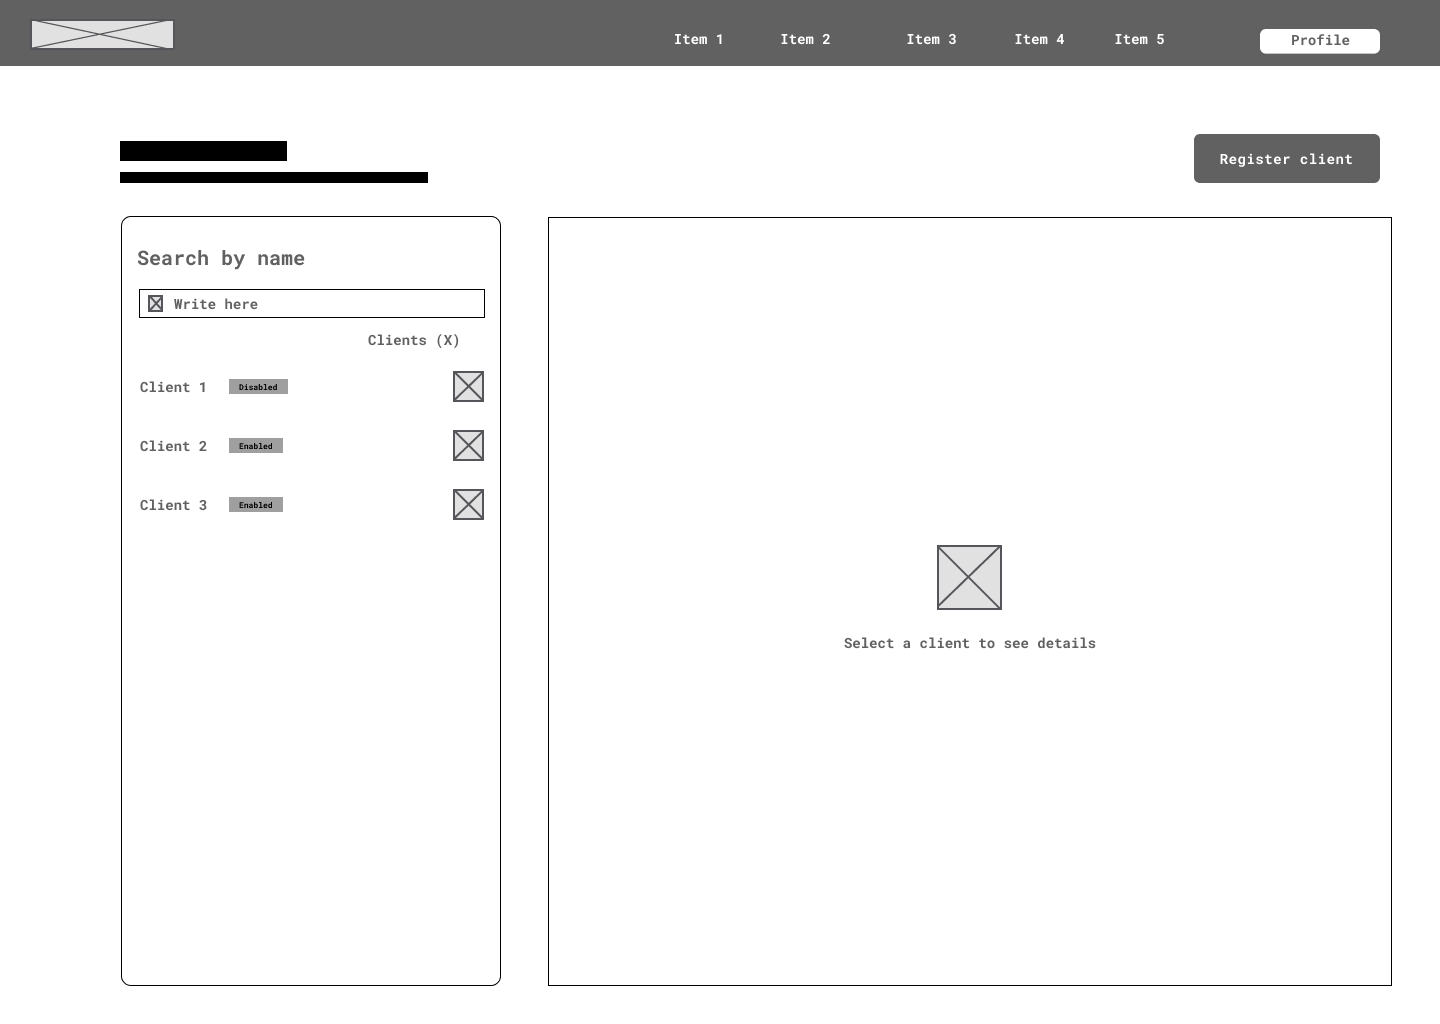 Item 1 Item 2 Item 3 Item 4 Item 5 Profile
Register client
Search by name
Write here
Clients (X)
Client 1 Disabled
Client 2 Enabled
Client 3 Enabled
Select a client to see details